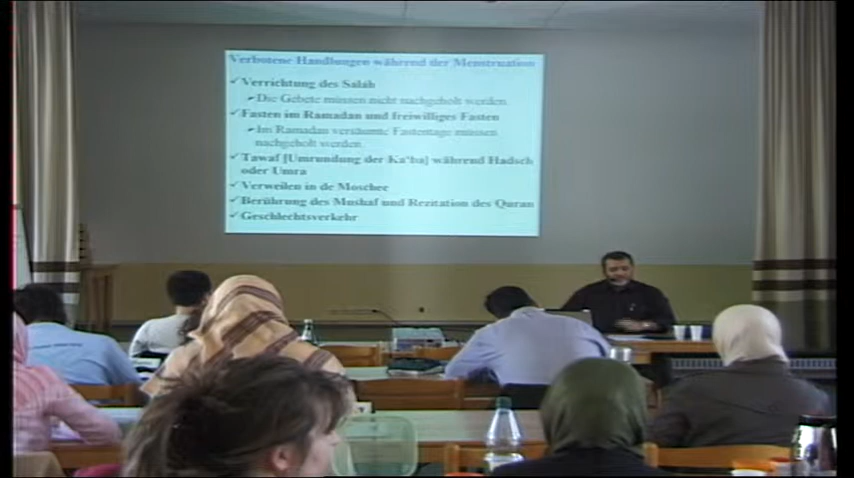 Verbotene Handlungen während der Menstruation
Verrichtung des Salāh
Die Gebete müssen nicht nachgeholt werden.
Fasten im Ramadan und freiwilliges Fasten
Im Ramadan versäumte Fastentage müssen
nachgeholt werden.
Tawaf [Umrundung der Ka'ba] während Hadsch
oder Umra
Verweilen in de Moschee
Berührung des Mushaf und Rezitation des Quran
Geschlechtsverkehr